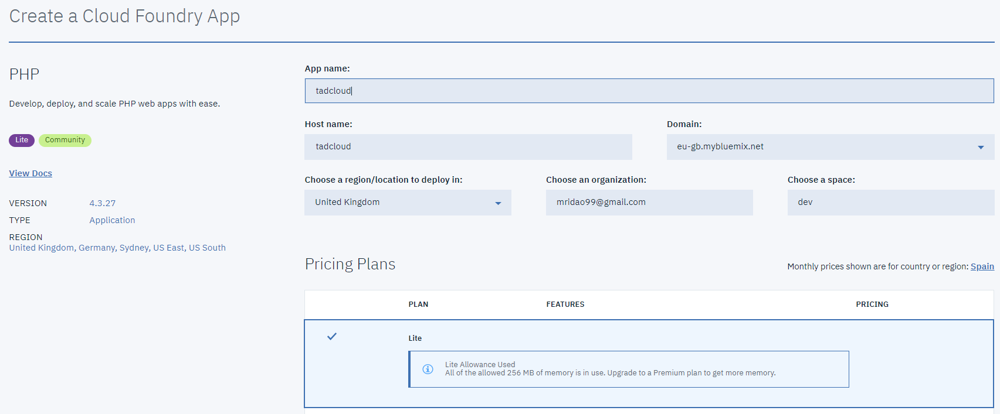 Create a Cloud Foundry App
PHP
Develop, deploy, and scale PHP web apps with ease.
Lite Community
View Docs
VERSION 4.3.27
TYPE Application
REGION
United Kingdom, Germany, Sydney, US East, US South
App name:
tadcloud
Host name: Domain:
tadcloud eu-gb.mybluemix.net
Choose a region/location to deploy in: Choose an organization: Choose a space:
United Kingdom mridao99@gmail.com dev
Pricing Plans Monthly prices shown are for country or region: Spain
PLAN FEATURES PRICING
Lite
Lite Allowance Used
All of the allowed 256 MB of memory is in use. Upgrade to a Premium plan to get more memory.